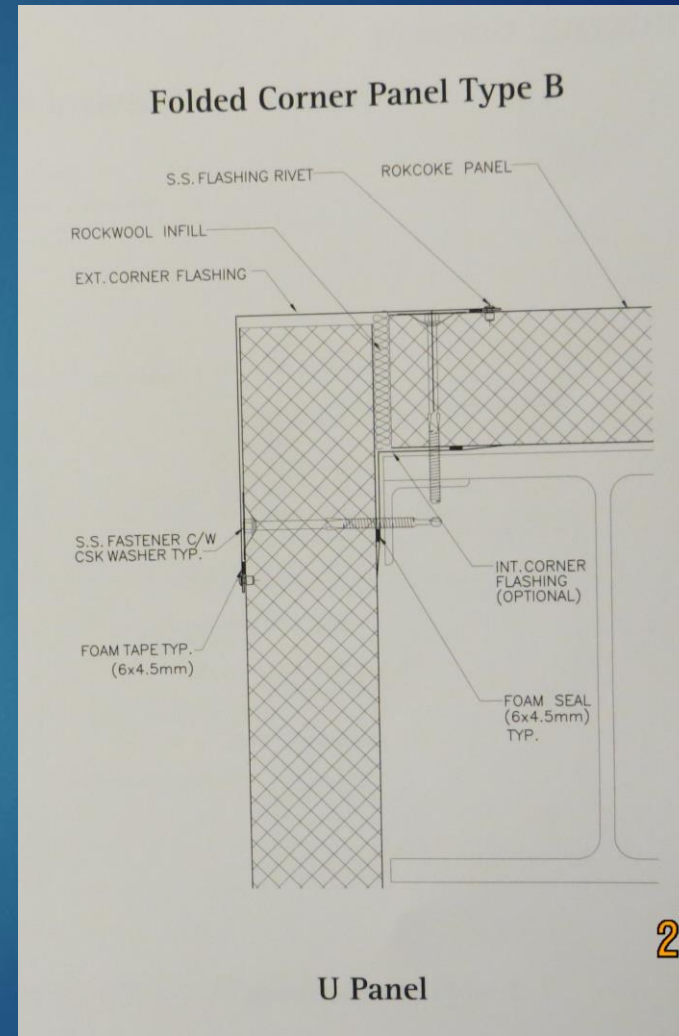 Folded Corner Panel Type B
S.S. FLASHING RIVET
ROKCOKE PANEL
ROCKWOOL INFILL
EXT. CORNER FLASHING
S.S. FASTENER C/W
CSK WASHER TYP.
INT. CORNER
FLASHING
(OPTIONAL)
FOAM TAPE TYP.
(6x4.5mm)
FOAM SEAL
(6x4.5mm)
TYP.
2
U Panel